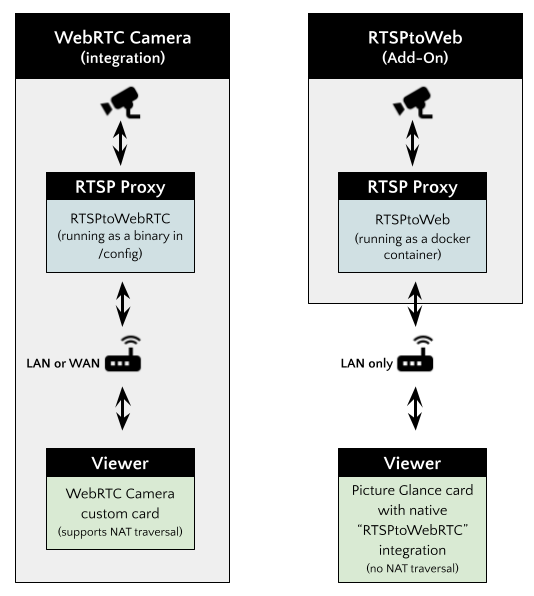 WebRTC Camera
(integration)
RTSP Proxy
RTSPtoWebRTC
(running as a binary in
/config)
LAN or WAN
Viewer
WebRTC Camera
custom card
(supports NAT traversal)
RTSPtoWeb
(Add-On)
RTSP Proxy
RTSPtoWeb
(running as a docker
container)
LAN only
Viewer
Picture Glance card
with native
“RTSPtoWebRTC”
integration
(no NAT traversal)